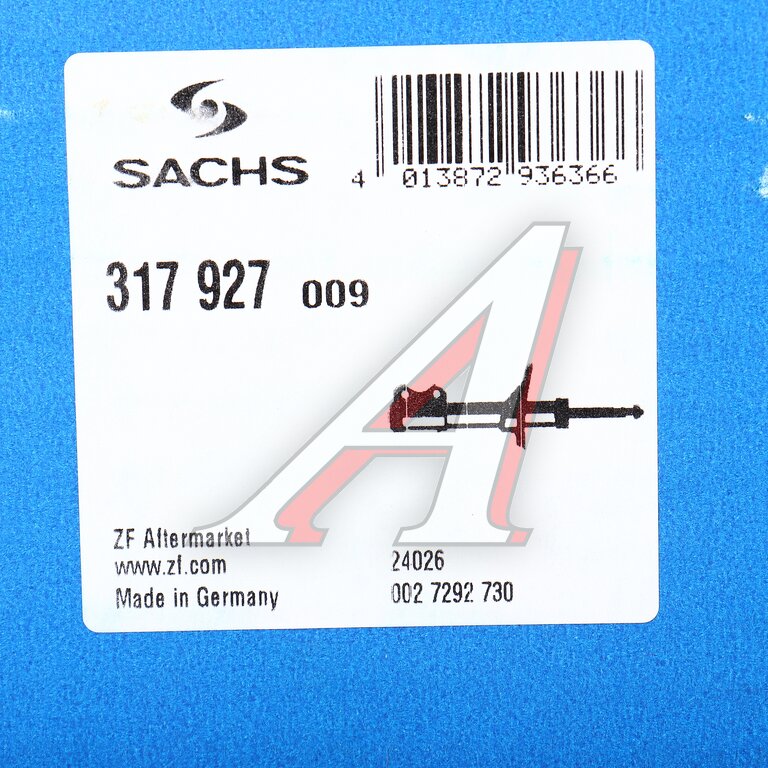 SACHS
4 013872 936366
317 927 009
ZF Aftermarket
www.zf.com
Made in Germany
24026
002 7292 730